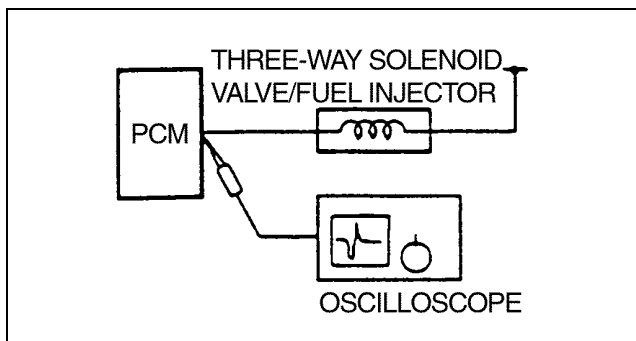 THREE-WAY SOLENOID
VALVE/FUEL INJECTOR
PCM
OSCILLOSCOPE